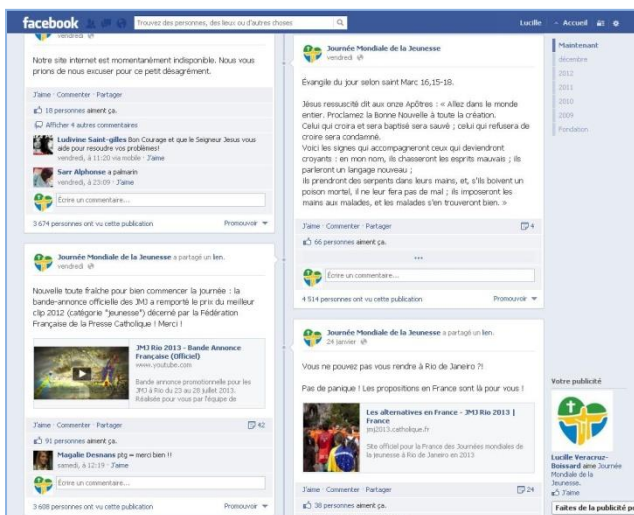 facebook
Trouvez des personnes, des lieux ou d'autres choses
Lucille
Accueil
vendredi
Notre site internet est momentanément indisponible. Nous vous
prions de nous excuser pour ce petit désagrément.
J'aime · Commenter · Partager
18 personnes aiment ça.
Afficher 4 autres commentaires
Ludivine Saint-gilles Bon Courage et que le Seigneur Jesus vous
aide pour resoudre vos problèmes!
vendredi, à 11:20 via mobile · J'aime
Sarr Alphonse a palmarin
vendredi, à 23:09 · J'aime
Écrire un commentaire...
3 674 personnes ont vu cette publication
Promouvoir
Journée Mondiale de la Jeunesse a partagé un lien.
vendredi
Nouvelle toute fraîche pour bien commencer la journée : la
bande-annonce officielle des JMJ a remporté le prix du meilleur
clip 2012 (catégorie "jeunesse") décerné par la Fédération
Française de la Presse Catholique ! Merci !
JMJ Rio 2013 - Bande Annonce
Française (Officiel)
www.youtube.com
Bande annonce promotionnelle pour les
JMJ à Rio du 23 au 28 juillet 2013.
Réalisée pour vous par l'équipe de
J'aime · Commenter · Partager
42
91 personnes aiment ça.
Magalie Desnans ptg = merci bien !!
samedi, à 12:19 · J'aime
Écrire un commentaire...
3 608 personnes ont vu cette publication
Promouvoir
Journée Mondiale de la Jeunesse
vendredi
Évangile du jour selon saint Marc 16,15-18.
Jésus ressuscité dit aux onze Apôtres : « Allez dans le monde
entier. Proclamez la Bonne Nouvelle à toute la création.
Celui qui croira et sera baptisé sera sauvé ; celui qui refusera de
croire sera condamné.
Voici les signes qui accompagneront ceux qui deviendront
croyants : en mon nom, ils chasseront les esprits mauvais ; ils
parleront un langage nouveau ;
ils prendront des serpents dans leurs mains, et, s'ils boivent un
poison mortel, il ne leur fera pas de mal ; ils imposeront les
mains aux malades, et les malades s'en trouveront bien. »
J'aime · Commenter · Partager
4
66 personnes aiment ça.
Écrire un commentaire...
4 514 personnes ont vu cette publication
Promouvoir
Journée Mondiale de la Jeunesse a partagé un lien.
24 janvier
Vous ne pouvez pas vous rendre à Rio de Janeiro ?!
Pas de panique ! Les propositions en France sont là pour vous !
Les alternatives en France - JMJ Rio 2013 |
France
jmj2013.catholique.fr
Site officiel pour la France des Journées mondiales de
la jeunesse à Rio de Janeiro en 2013
J'aime · Commenter · Partager
24
38 personnes aiment ça.
Maintenant
décembre
2012
2011
2010
2009
Fondation
Votre publicité
Lucille Veracruz-
Boissard aime Journée
Mondiale de la
Jeunesse.
J'aime
Faites de la publicité